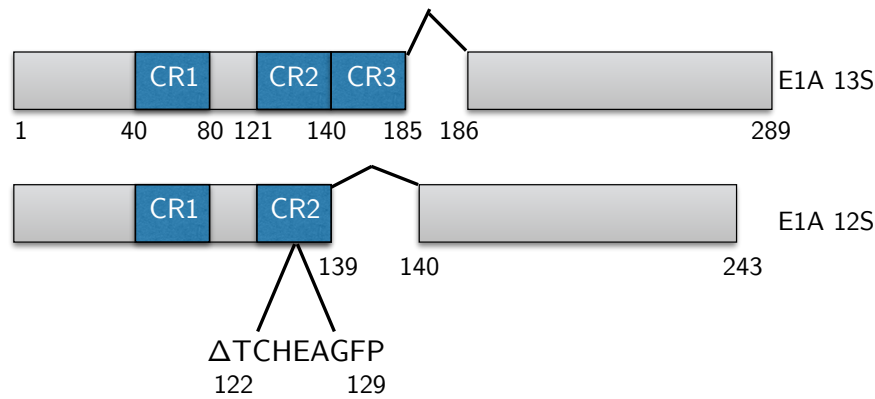 CR1 CR2 CR3 E1A 13S
1 40 80 121 140 185 186 289
CR1 CR2 E1A 12S
139 140 243
ΔTCHEAGFP
122 129